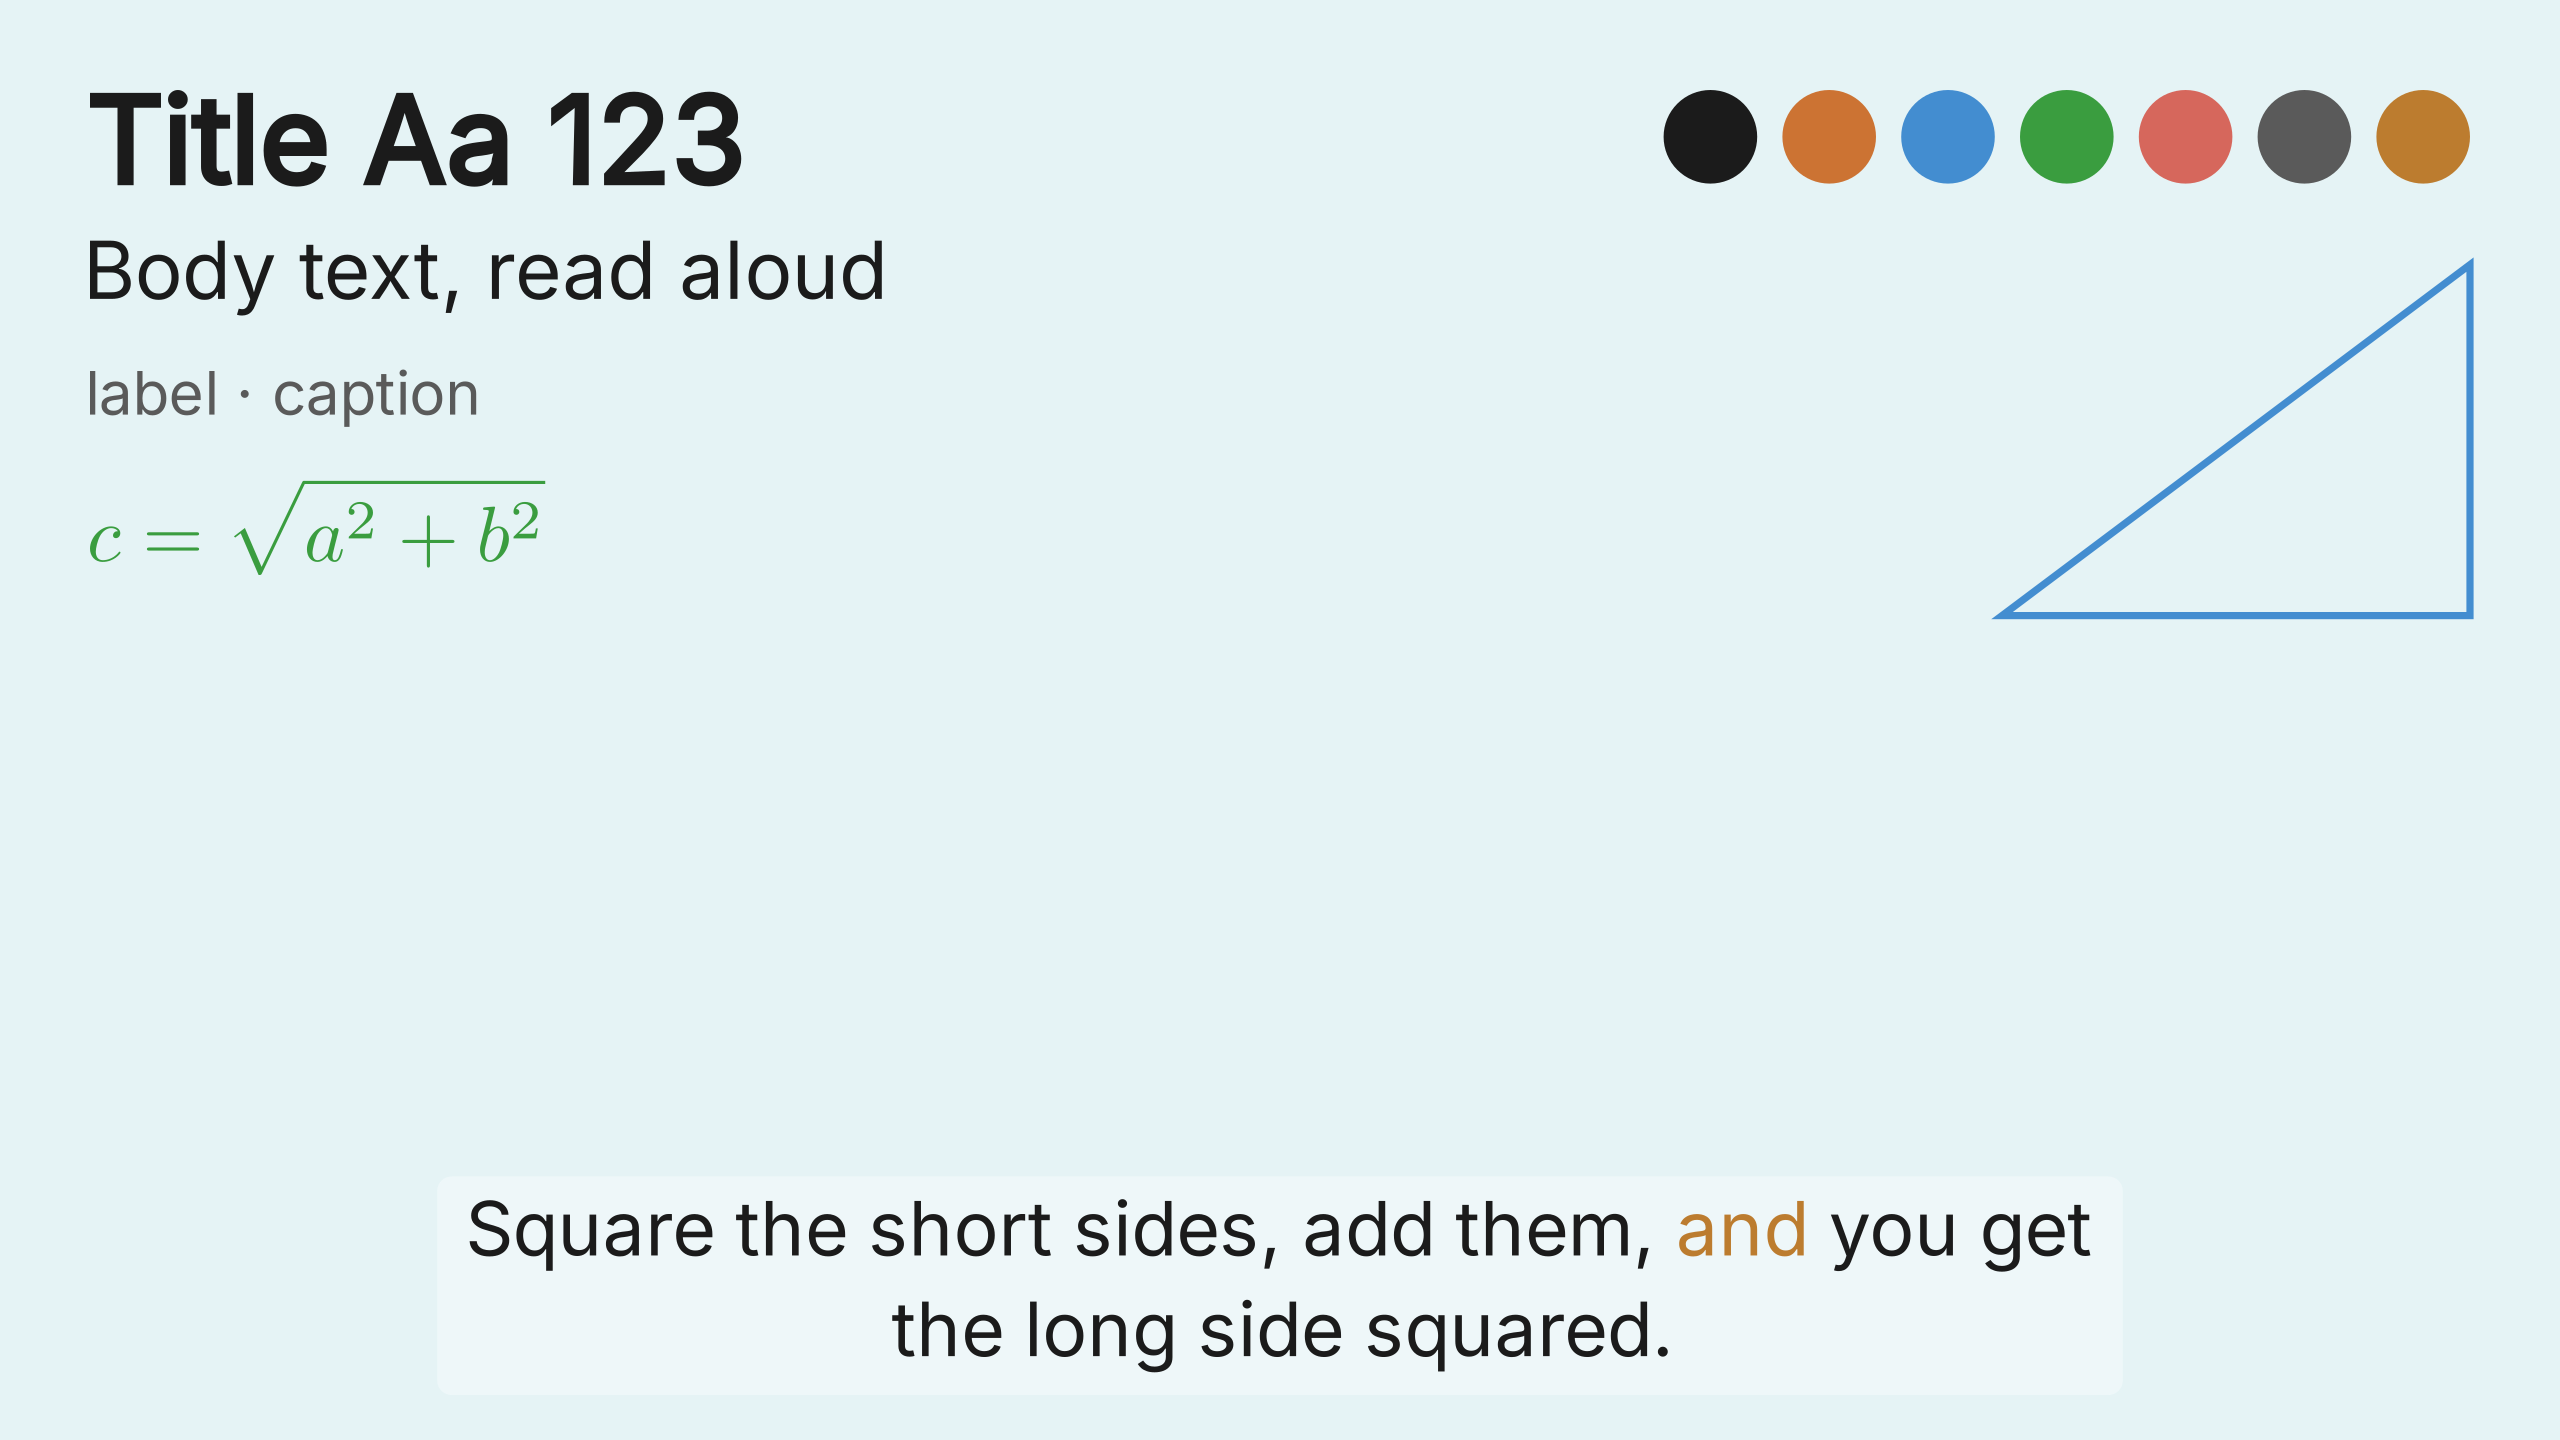 Title Aa 123
Body text, read aloud
label · caption
c = √a² + b²
Square the short sides, add them, and you get
the long side squared.